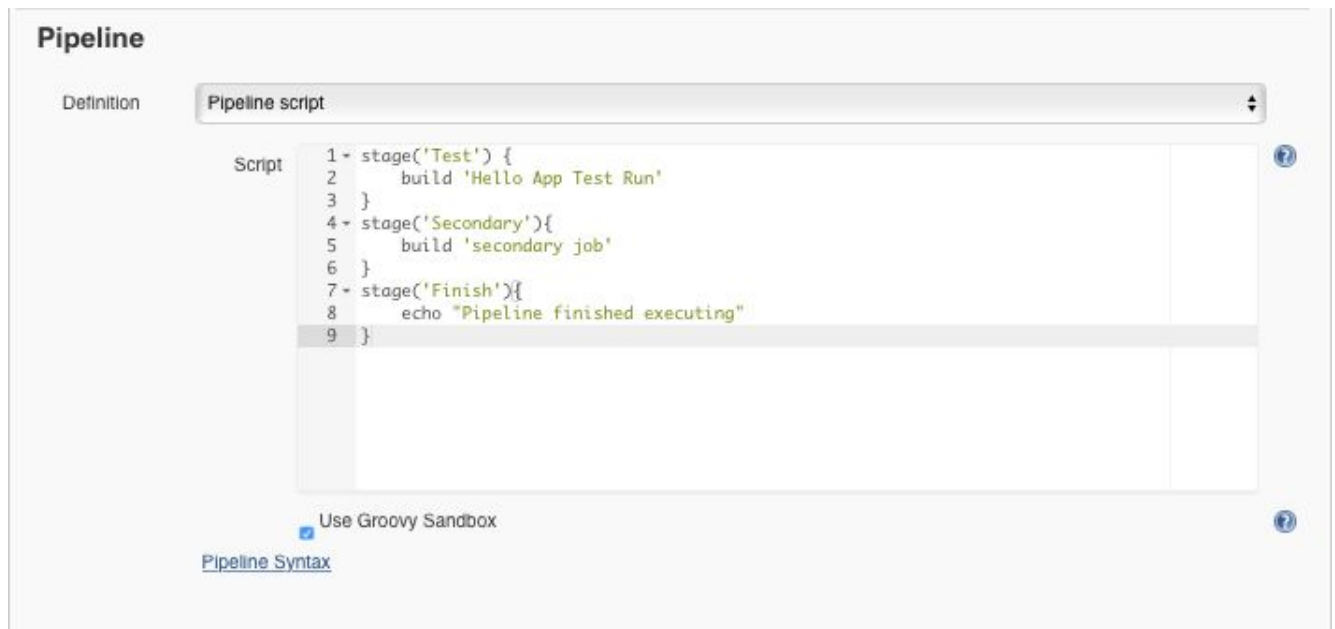 Pipeline
Definition Pipeline script
Script
1 stage('Test') {
2 build 'Hello App Test Run'
3 }
4 stage('Secondary'){
5 build 'secondary job'
6 }
7 stage('Finish'){
8 echo "Pipeline finished executing"
9 }
Use Groovy Sandbox
Pipeline Syntax